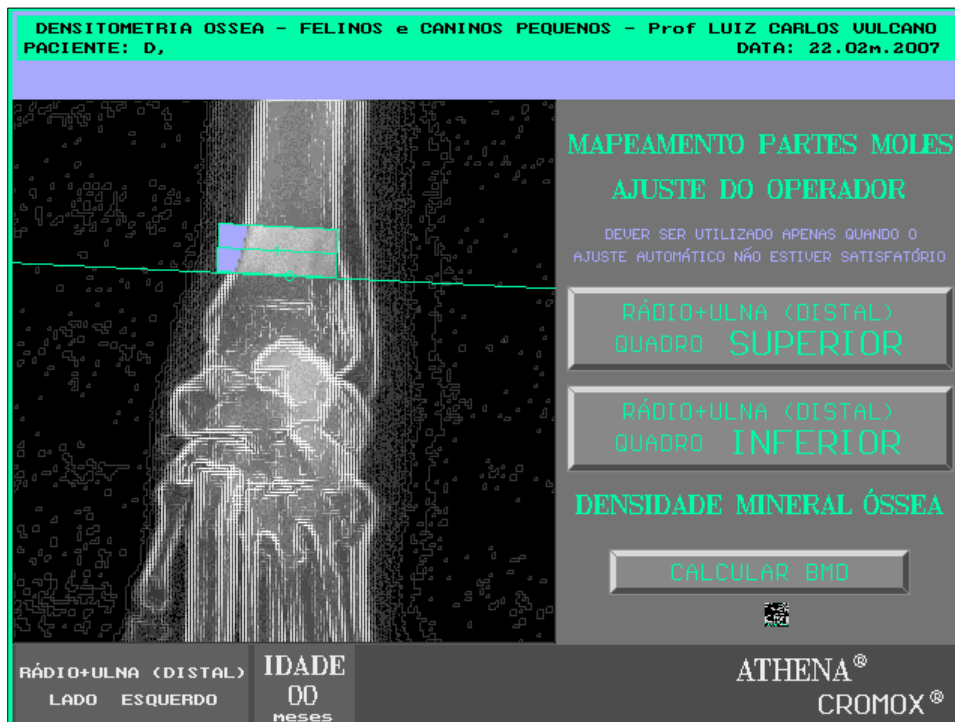 DENSITOMETRIA OSSEA - FELINOS e CANINOS PEQUENOS - Prof LUIZ CARLOS VULCANO
PACIENTE: D, DATA: 22.02m.2007
MAPEAMENTO PARTES MOLES
AJUSTE DO OPERADOR
DEVER SER UTILIZADO APENAS QUANDO O
AJUSTE AUTOMÁTICO NÃO ESTIVER SATISFATÓRIO
RÁDIO+ULNA (DISTAL)
QUADRO SUPERIOR
RÁDIO+ULNA (DISTAL)
QUADRO INFERIOR
DENSIDADE MINERAL ÓSSEA
CALCULAR BMD
RÁDIO+ULNA (DISTAL)
LADO ESQUERDO
IDADE
00
meses
ATHENA®
CROMOX®